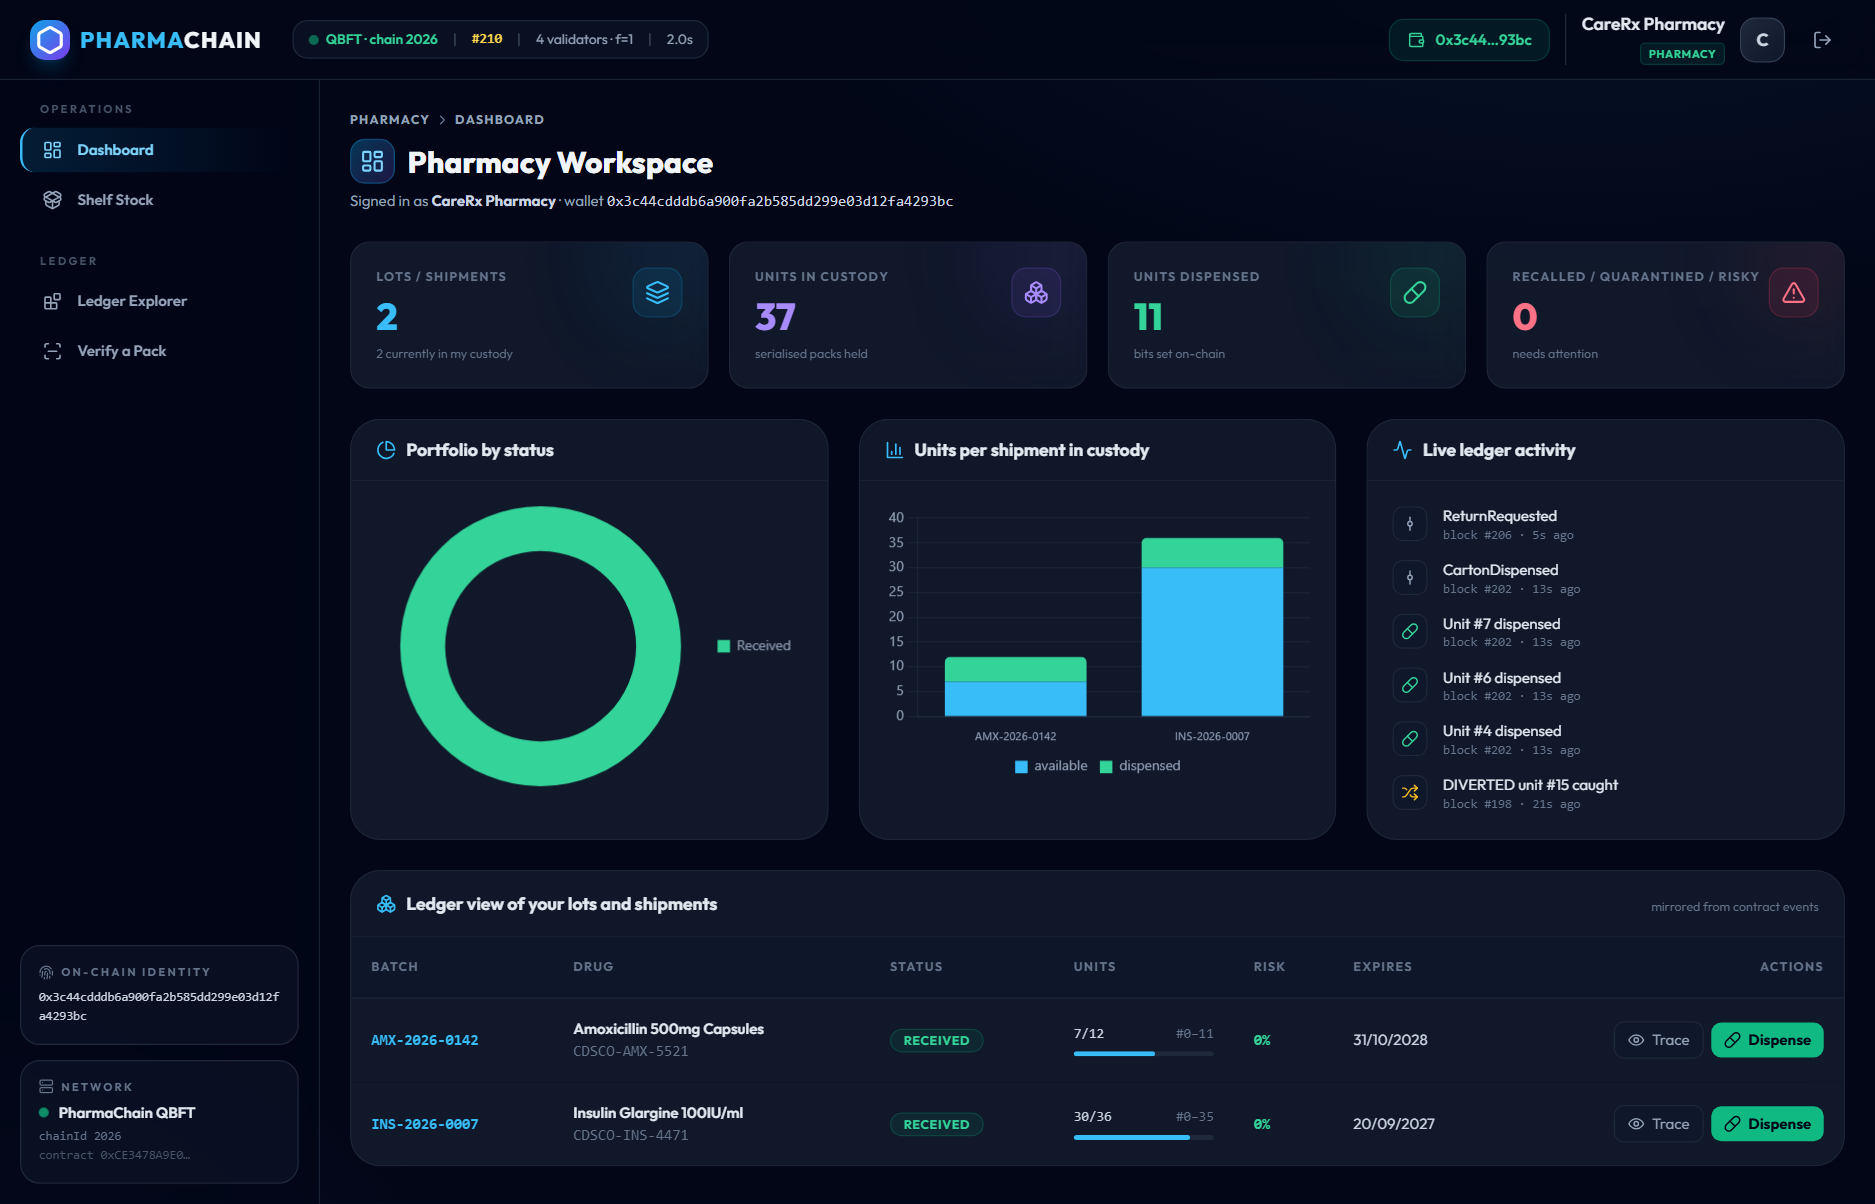 PHARMACHAIN
QBFT · chain 2026 | #210 | 4 validators · f=1 | 2.0s
0x3c44...93bc
CareRx Pharmacy
PHARMACY
C
OPERATIONS
Dashboard
Shelf Stock
LEDGER
Ledger Explorer
Verify a Pack
ON-CHAIN IDENTITY
0x3c44cdddb6a900fa2b585dd299e03d12f
a4293bc
NETWORK
PharmaChain QBFT
chainId 2026
contract 0xCE3478A9E0…
PHARMACY > DASHBOARD
Pharmacy Workspace
Signed in as CareRx Pharmacy · wallet 0x3c44cdddb6a900fa2b585dd299e03d12fa4293bc
LOTS / SHIPMENTS
2
2 currently in my custody
UNITS IN CUSTODY
37
serialised packs held
UNITS DISPENSED
11
bits set on-chain
RECALLED / QUARANTINED / RISKY
0
needs attention
Portfolio by status
Received
Units per shipment in custody
40
35
30
25
20
15
10
5
0
AMX-2026-0142 INS-2026-0007
available dispensed
Live ledger activity
ReturnRequested
block #206 · 5s ago
CartonDispensed
block #202 · 13s ago
Unit #7 dispensed
block #202 · 13s ago
Unit #6 dispensed
block #202 · 13s ago
Unit #4 dispensed
block #202 · 13s ago
DIVERTED unit #15 caught
block #198 · 21s ago
Ledger view of your lots and shipments
mirrored from contract events
BATCH DRUG STATUS UNITS RISK EXPIRES ACTIONS
AMX-2026-0142 Amoxicillin 500mg Capsules RECEIVED 7/12 #0–11 0% 31/10/2028 Trace Dispense
CDSCO-AMX-5521
INS-2026-0007 Insulin Glargine 100IU/ml RECEIVED 30/36 #0–35 0% 20/09/2027 Trace Dispense
CDSCO-INS-4471